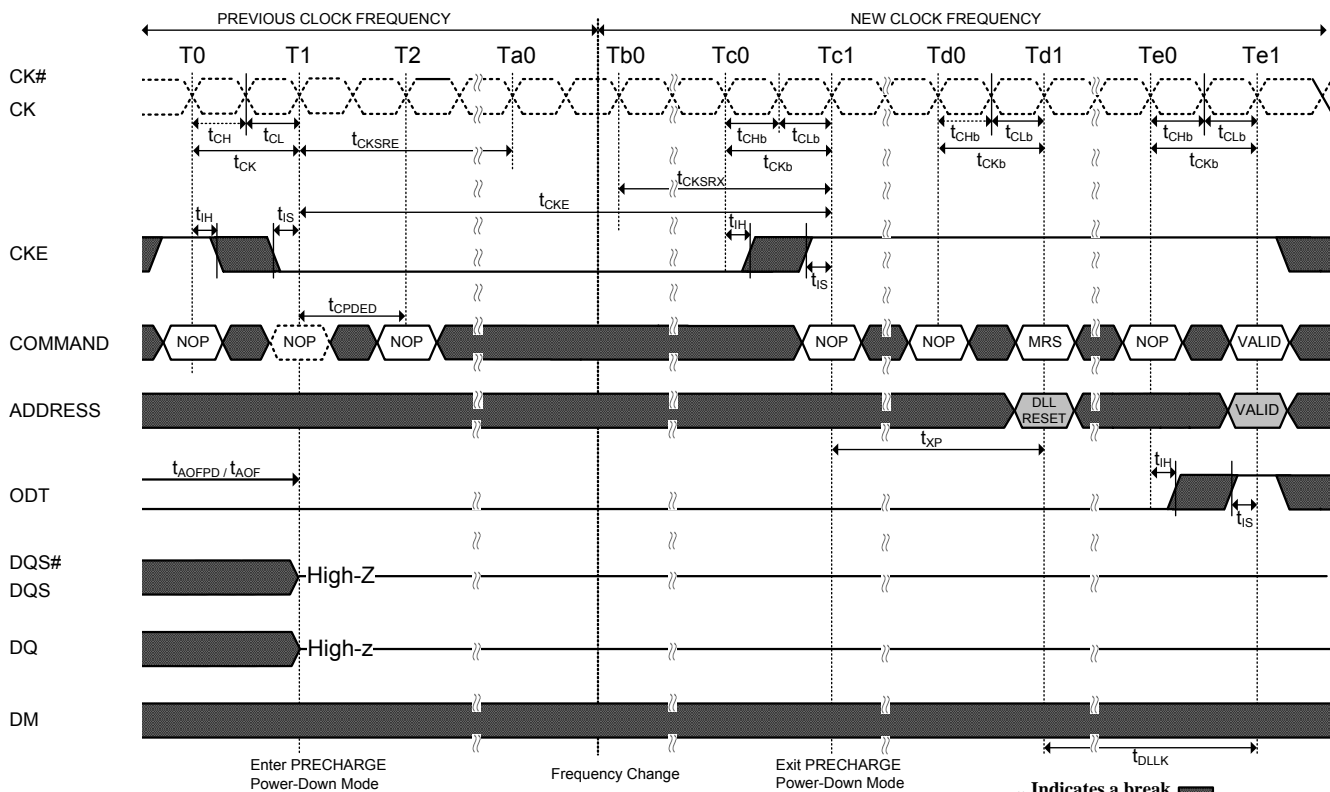 PREVIOUS CLOCK FREQUENCY NEW CLOCK FREQUENCY
T0 T1 T2 Ta0 Tb0 Tc0 Tc1 Td0 Td1 Te0 Te1
CK#
CK
tCH tCL tCKSRE tCHb tCLb tCHb tCLb tCHb tCLb
tCK tCKb tCKb tCKb
tCKSRX
tIH tIS tCKE tIH
CKE
tIS
tCPDED
COMMAND NOP NOP NOP NOP NOP MRS NOP VALID
ADDRESS DLL RESET VALID
tXP
tAOFPD / tAOF tIH
ODT
tIS
DQS#
DQS High-Z
DQ High-z
DM
tDLLK
Enter PRECHARGE
Power-Down Mode
Frequency Change
Exit PRECHARGE
Power-Down Mode
Indicates a break